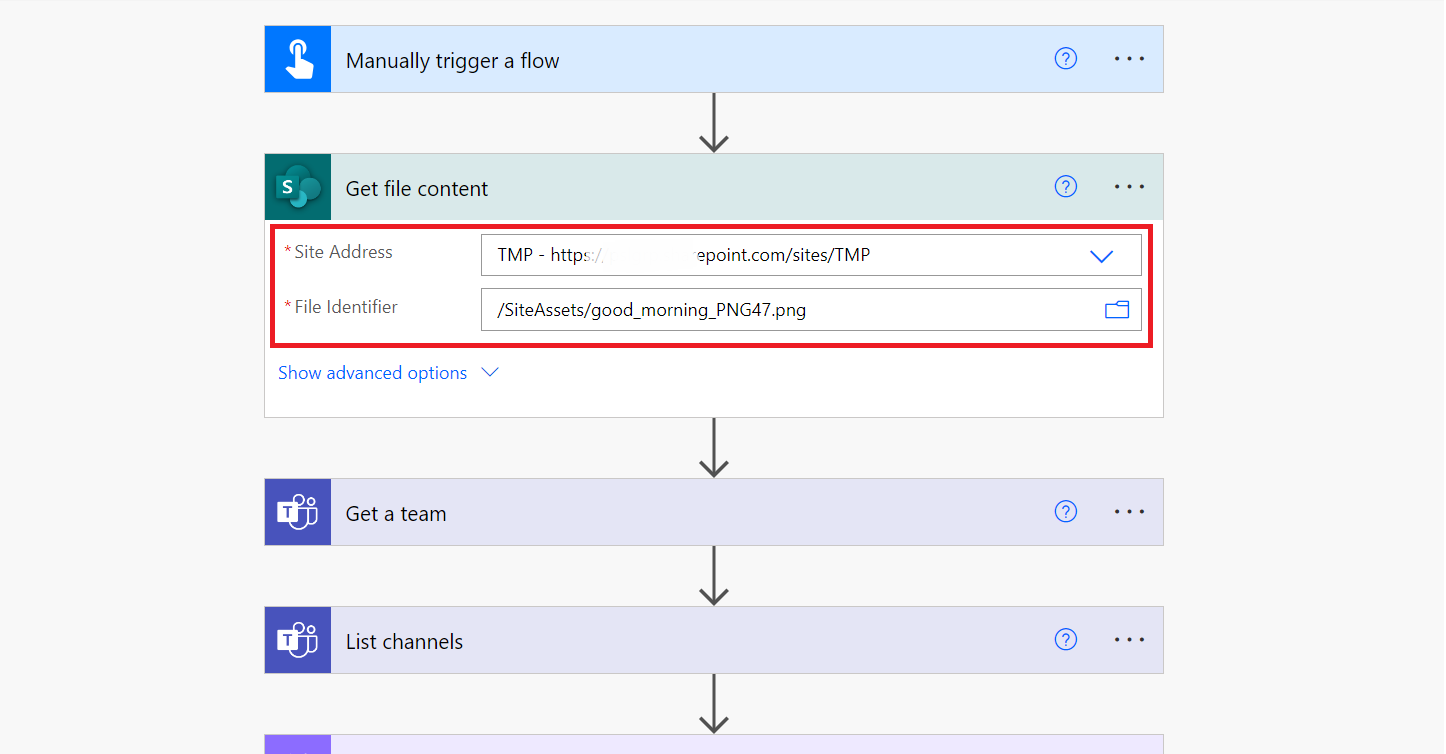 Manually trigger a flow
?
S
Get file content
?
* Site Address
TMP - https:/ epoint.com/sites/TMP
* File Identifier
/SiteAssets/good_morning_PNG47.png
Show advanced options
T
Get a team
?
T
List channels
?